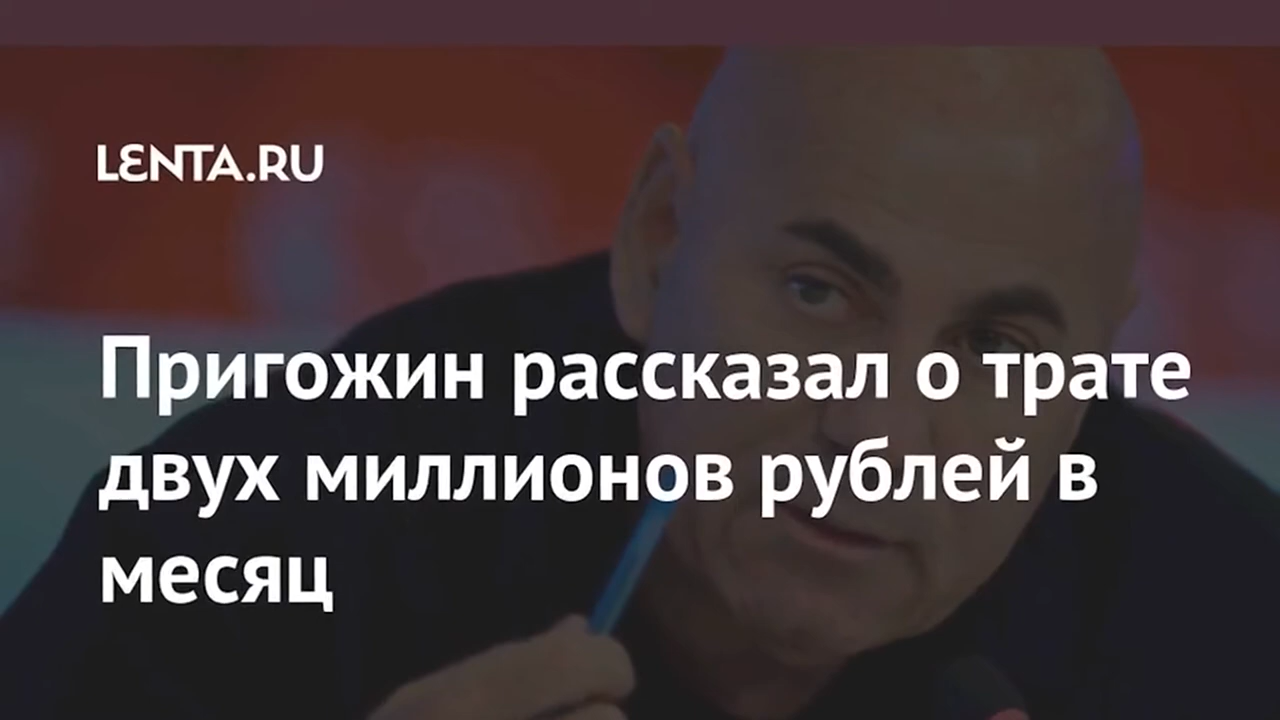 LENTA.RU
Пригожин рассказал о трате
двух миллионов рублей в
месяц